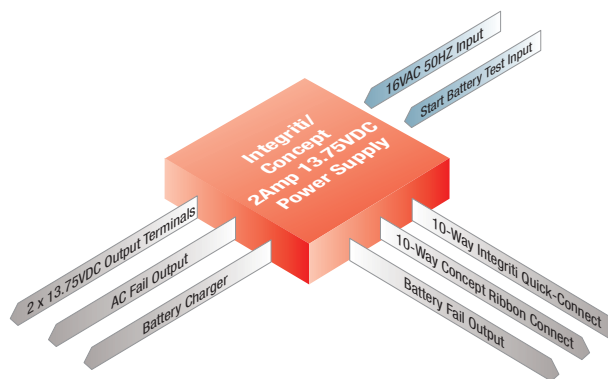 16VAC 50HZ Input
Start Battery Test Input
Integriti/
Concept
2Amp 13.75VDC
Power Supply
2 x 13.75VDC Output Terminals
AC Fail Output
Battery Charger
10-Way Integriti Quick-Connect
10-Way Concept Ribbon Connect
Battery Fail Output